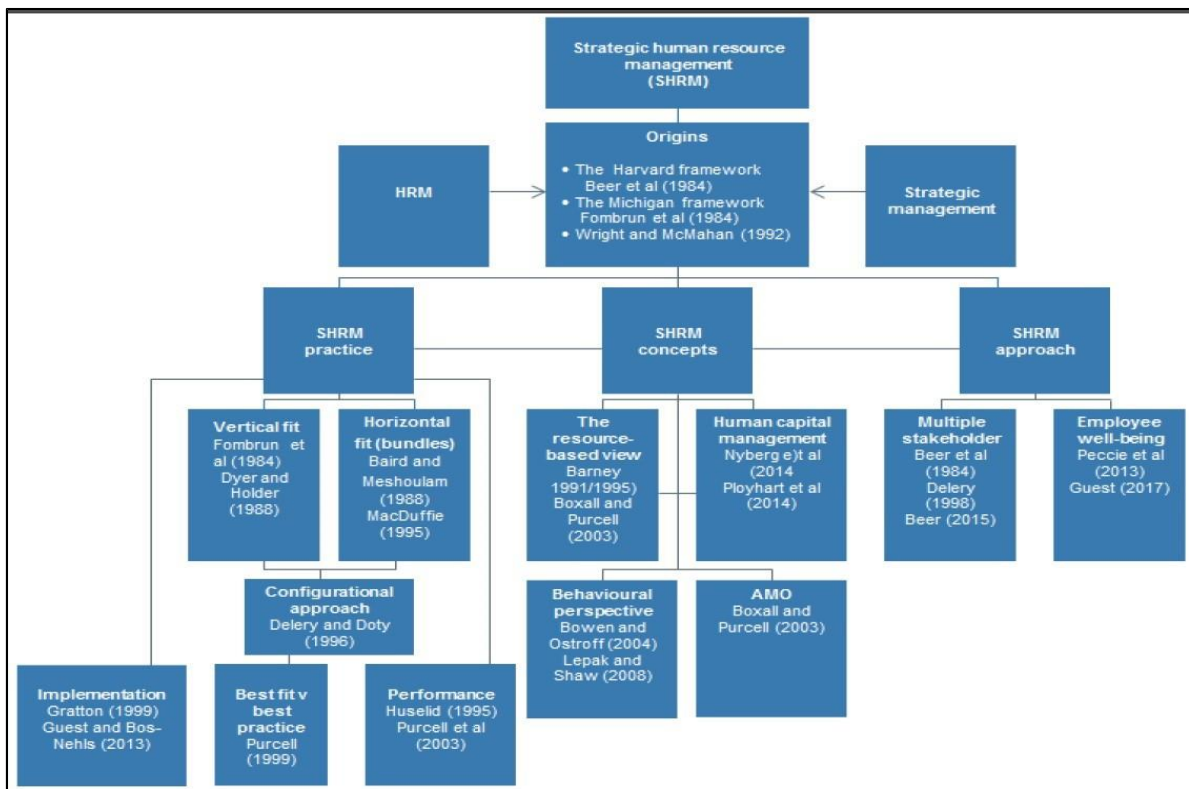 Strategic human resource
management
(SHRM)
Origins
• The Harvard framework
Beer et al (1984)
• The Michigan framework
Fombrun et al (1984)
• Wright and McMahan (1992)
HRM
Strategic
management
SHRM
practice
SHRM
concepts
SHRM
approach
Vertical fit
Fombrun et
al (1984)
Dyer and
Holder
(1988)
Horizontal
fit (bundles)
Baird and
Meshoulam
(1988)
MacDuffie
(1995)
The
resource-
based view
Barney
1991/1995)
Boxall and
Purcell
(2003)
Human capital
management
Nyberg e)t al
(2014
Ployhart et al
(2014)
Multiple
stakeholder
Beer et al
(1984)
Delery
(1998)
Beer (2015)
Employee
well-being
Peccie et al
(2013)
Guest (2017)
Configurational
approach
Delery and Doty
(1996)
Behavioural
perspective
Bowen and
Ostroff (2004)
Lepak and
Shaw (2008)
AMO
Boxall and
Purcell (2003)
Implementation
Gratton (1999)
Guest and Bos-
Nehls (2013)
Best fit v
best
practice
Purcell
(1999)
Performance
Huselid (1995)
Purcell et al
(2003)